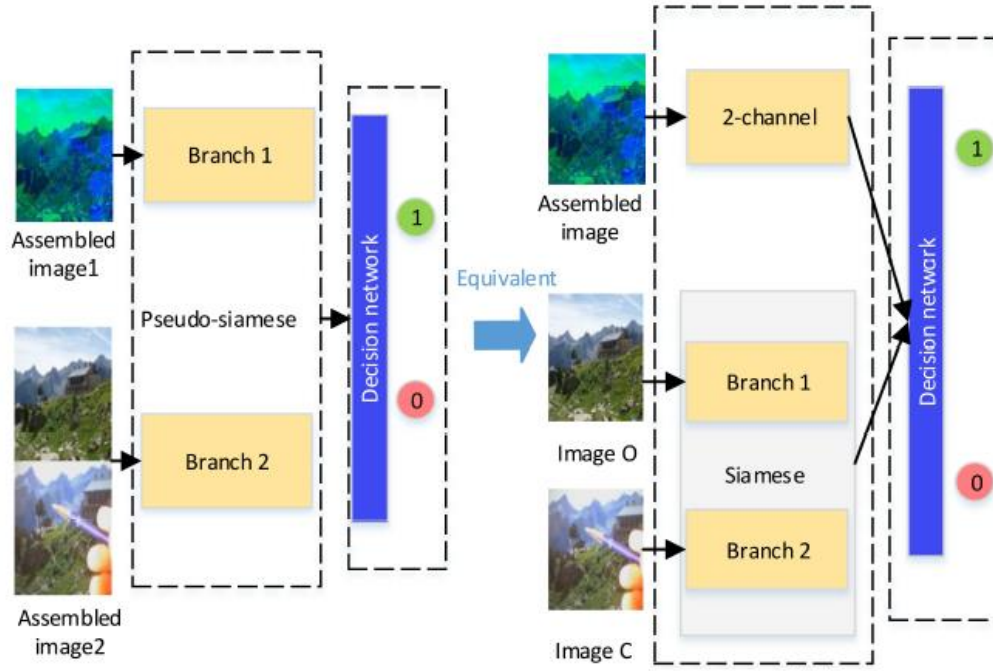 Assembled
image1
Assembled
image2
Branch 1
Pseudo-siamese
Branch 2
Decision network
1
0
Equivalent
Assembled
image
Image O
Image C
2-channel
Branch 1
Siamese
Branch 2
Decision network
1
0